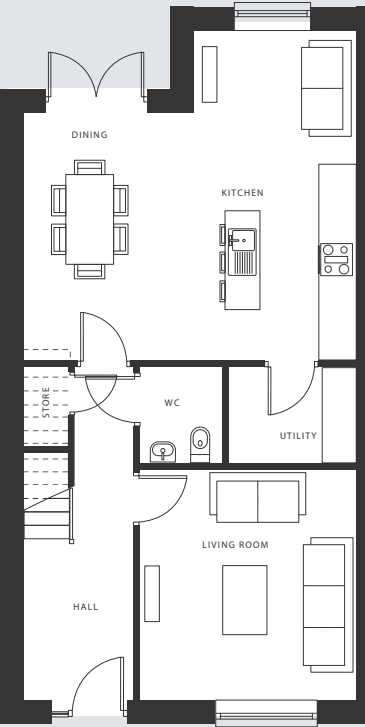 DINING
KITCHEN
STORE
WC
UTILITY
LIVING ROOM
HALL